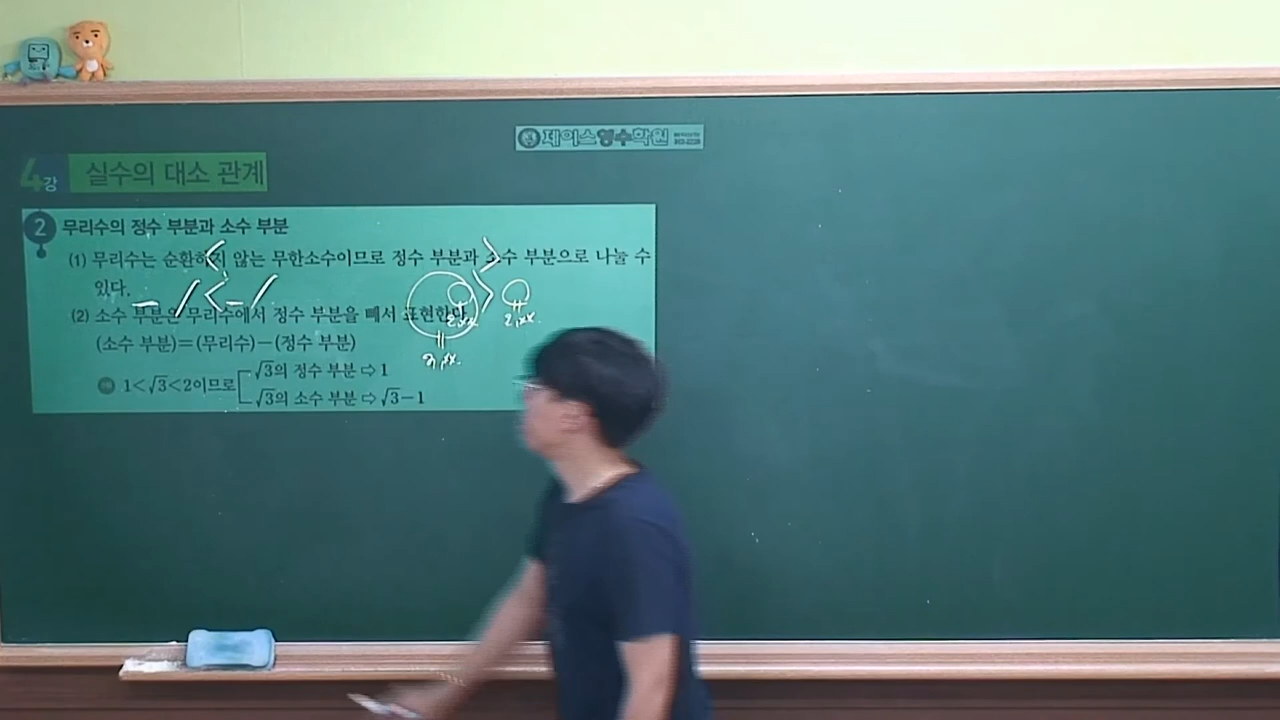 제이스영수학원
4강 실수의 대소 관계
2 무리수의 정수 부분과 소수 부분
(1) 무리수는 순환하지 않는 무한소수이므로 정수 부분과 소수 부분으로 나눌 수
있다.
(2) 소수 부분은 무리수에서 정수 부분을 빼서 표현한다.
(소수 부분)=(무리수)-(정수 부분)
1<√3<2이므로
√3의 정수 부분 ⇨ 1
√3의 소수 부분 ⇨ √3-1